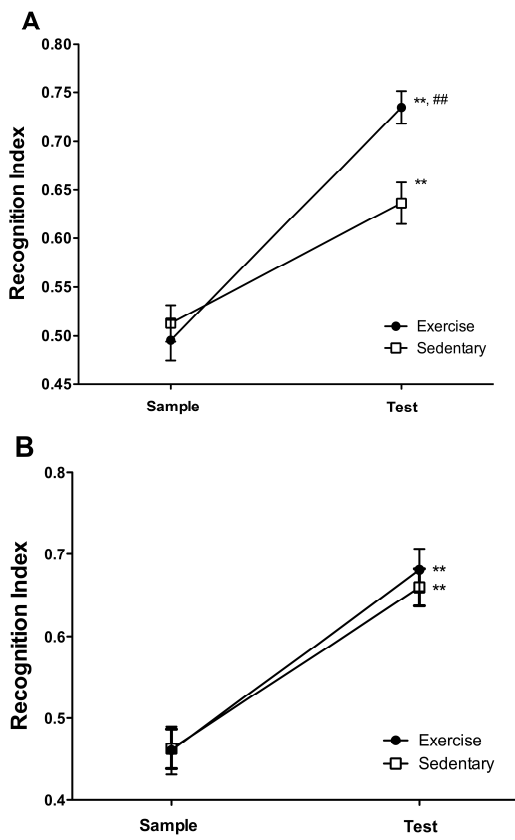 A
Recognition Index
0.80
0.75
0.70
0.65
0.60
0.55
0.50
0.45
**, ##
**
Exercise
Sedentary
Sample
Test
B
Recognition Index
0.8
0.7
0.6
0.5
0.4
**
**
Exercise
Sedentary
Sample
Test